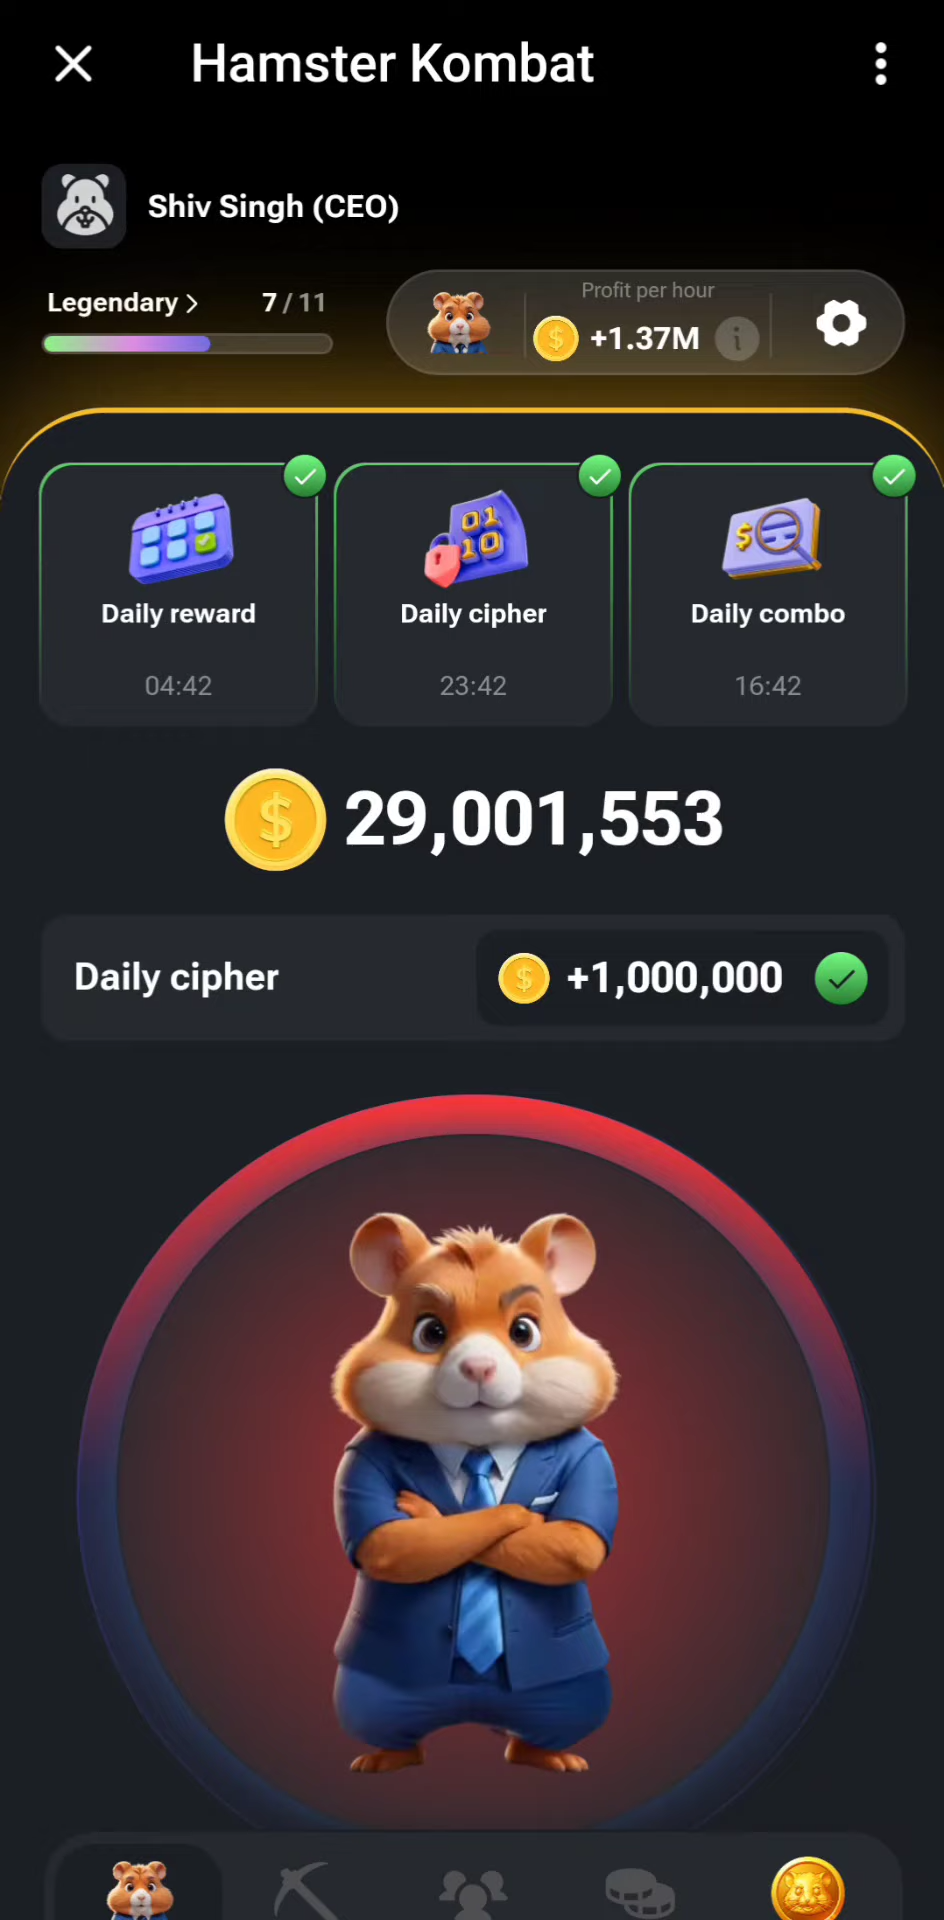 Hamster Kombat
Shiv Singh (CEO)
Legendary
7 / 11
Profit per hour
+1.37M
Daily reward
04:42
Daily cipher
23:42
Daily combo
16:42
29,001,553
Daily cipher
+1,000,000